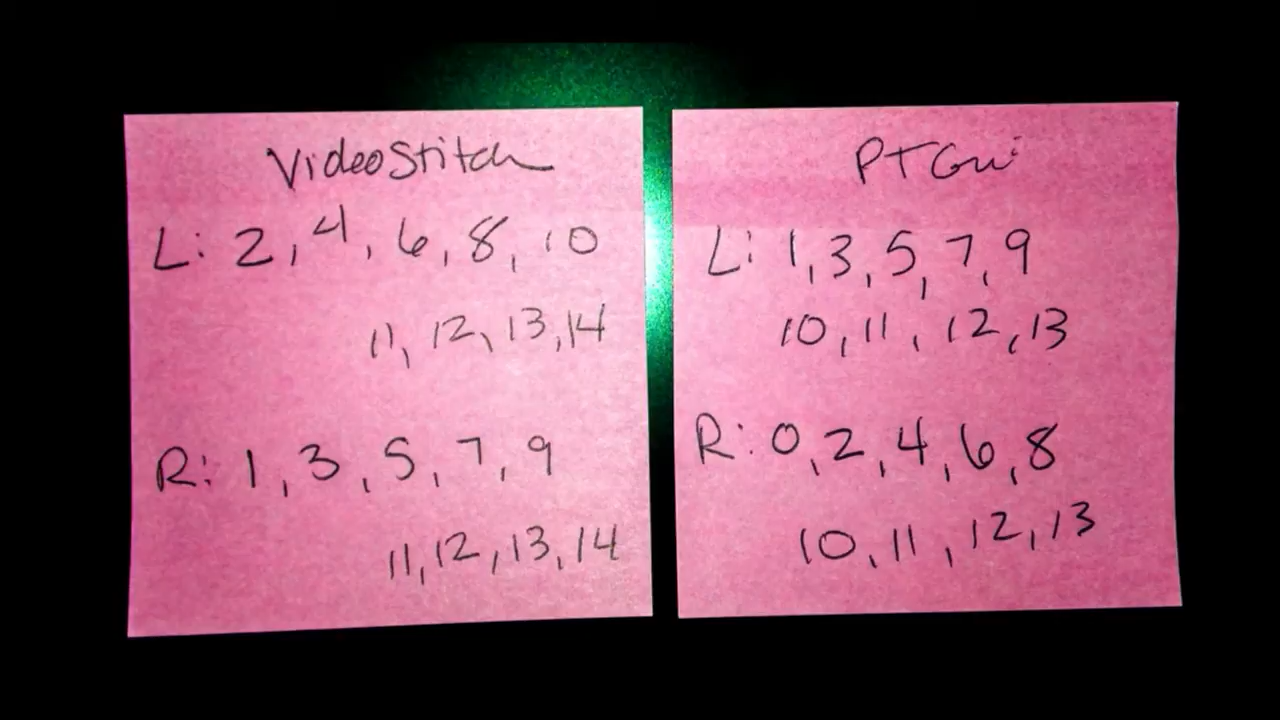 VideoStitch
L: 2, 4, 6, 8, 10
11, 12, 13, 14
R: 1, 3, 5, 7, 9
11, 12, 13, 14
PTGui
L: 1, 3, 5, 7, 9
10, 11, 12, 13
R: 0, 2, 4, 6, 8
10, 11, 12, 13